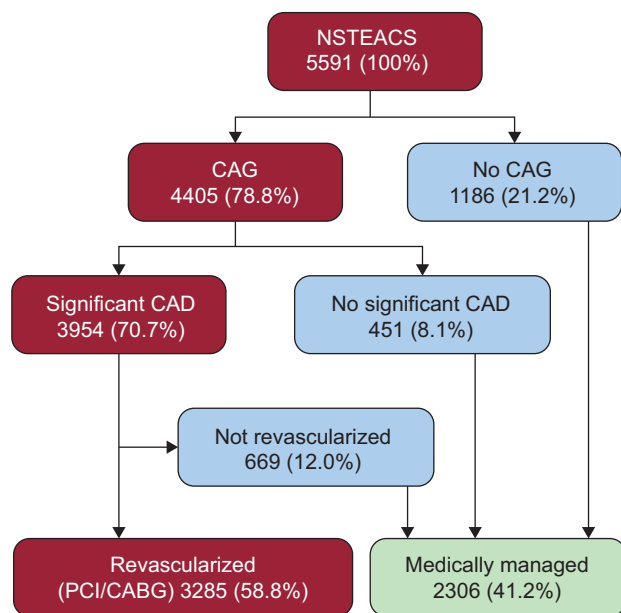 NSTEACS
5591 (100%)
CAG
4405 (78.8%)
No CAG
1186 (21.2%)
Significant CAD
3954 (70.7%)
No significant CAD
451 (8.1%)
Not revascularized
669 (12.0%)
Revascularized
(PCI/CABG) 3285 (58.8%)
Medically managed
2306 (41.2%)